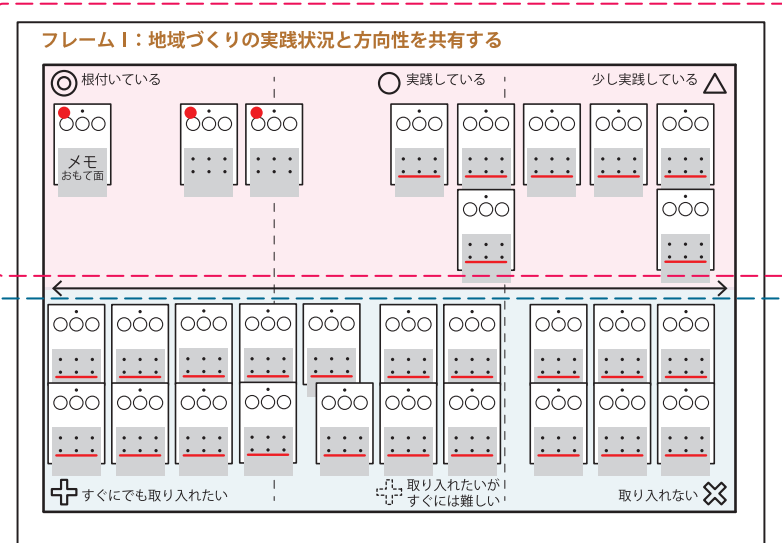 フレームⅠ：地域づくりの実践状況と方向性を共有する
根付いている
実践している
少し実践している
メモ
おもて面
すぐにでも取り入れたい
取り入れたいが
すぐには難しい
取り入れない